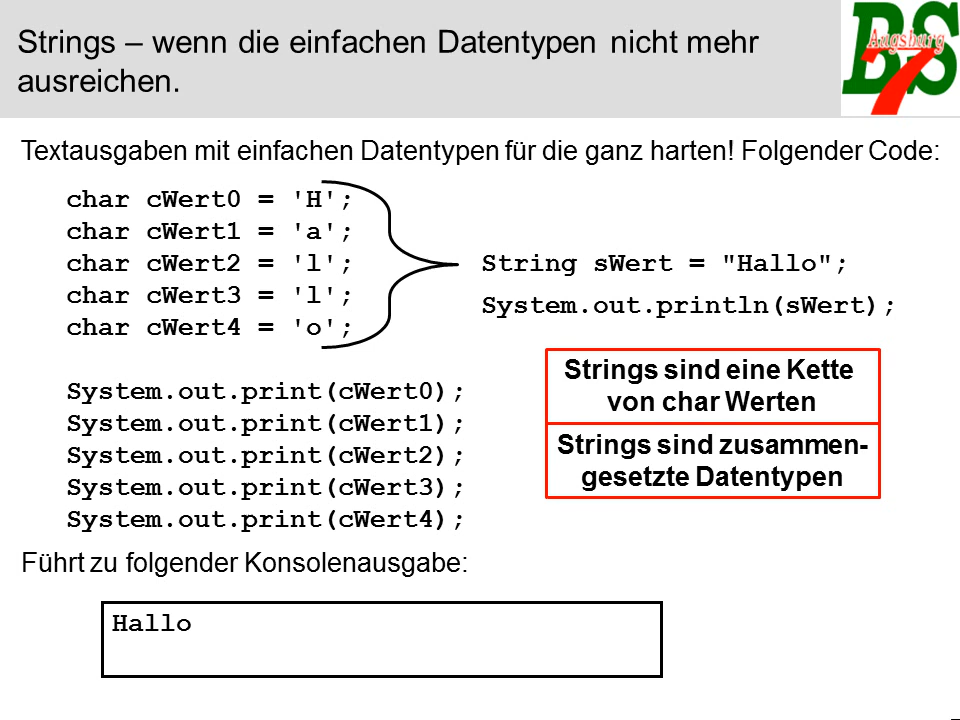 Strings – wenn die einfachen Datentypen nicht mehr
ausreichen.
BS
7
Augsburg
Textausgaben mit einfachen Datentypen für die ganz harten! Folgender Code:
char cWert0 = 'H';
char cWert1 = 'a';
char cWert2 = 'l';
char cWert3 = 'l';
char cWert4 = 'o';
String sWert = "Hallo";
System.out.println(sWert);
System.out.print(cWert0);
System.out.print(cWert1);
System.out.print(cWert2);
System.out.print(cWert3);
System.out.print(cWert4);
Strings sind eine Kette
von char Werten
Strings sind zusammen-
gesetzte Datentypen
Führt zu folgender Konsolenausgabe:
Hallo